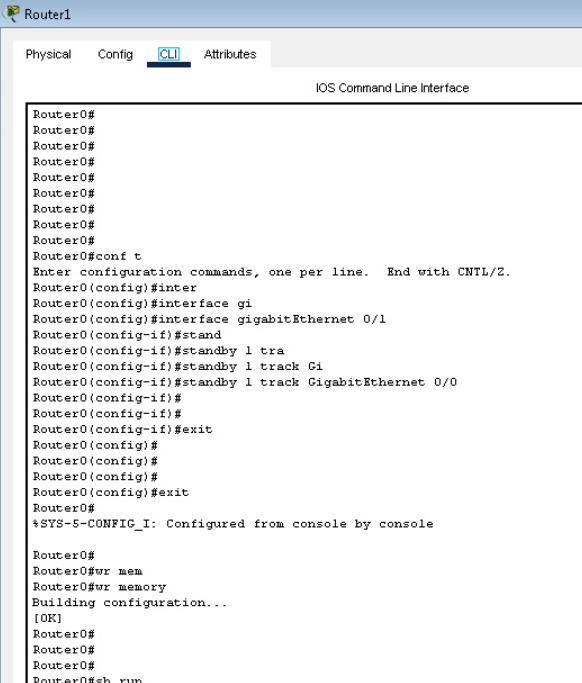 Router1
Physical Config CLI Attributes
IOS Command Line Interface
Router0#
Router0#
Router0#
Router0#
Router0#
Router0#
Router0#
Router0#
Router0#
Router0#conf t
Enter configuration commands, one per line.  End with CNTL/Z.
Router0(config)#inter
Router0(config)#interface gi
Router0(config)#interface gigabitEthernet 0/1
Router0(config-if)#stand
Router0(config-if)#standby 1 tra
Router0(config-if)#standby 1 track Gi
Router0(config-if)#standby 1 track GigabitEthernet 0/0
Router0(config-if)#
Router0(config-if)#
Router0(config-if)#exit
Router0(config)#
Router0(config)#
Router0(config)#
Router0(config)#exit
Router0#
%SYS-5-CONFIG_I: Configured from console by console
Router0#
Router0#wr mem
Router0#wr memory
Building configuration...
[OK]
Router0#
Router0#
Router0#
Router0#sh run